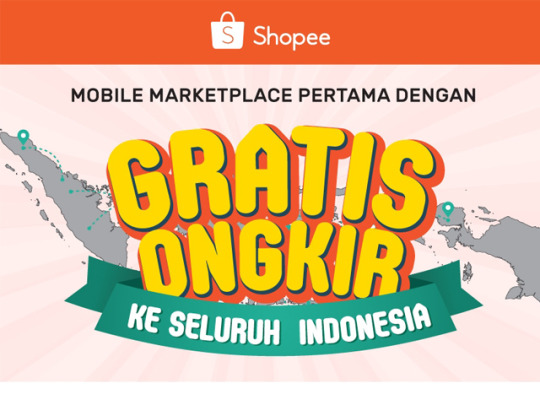 Shopee
MOBILE MARKETPLACE PERTAMA DENGAN
GRATIS
ONGKIR
KE SELURUH INDONESIA